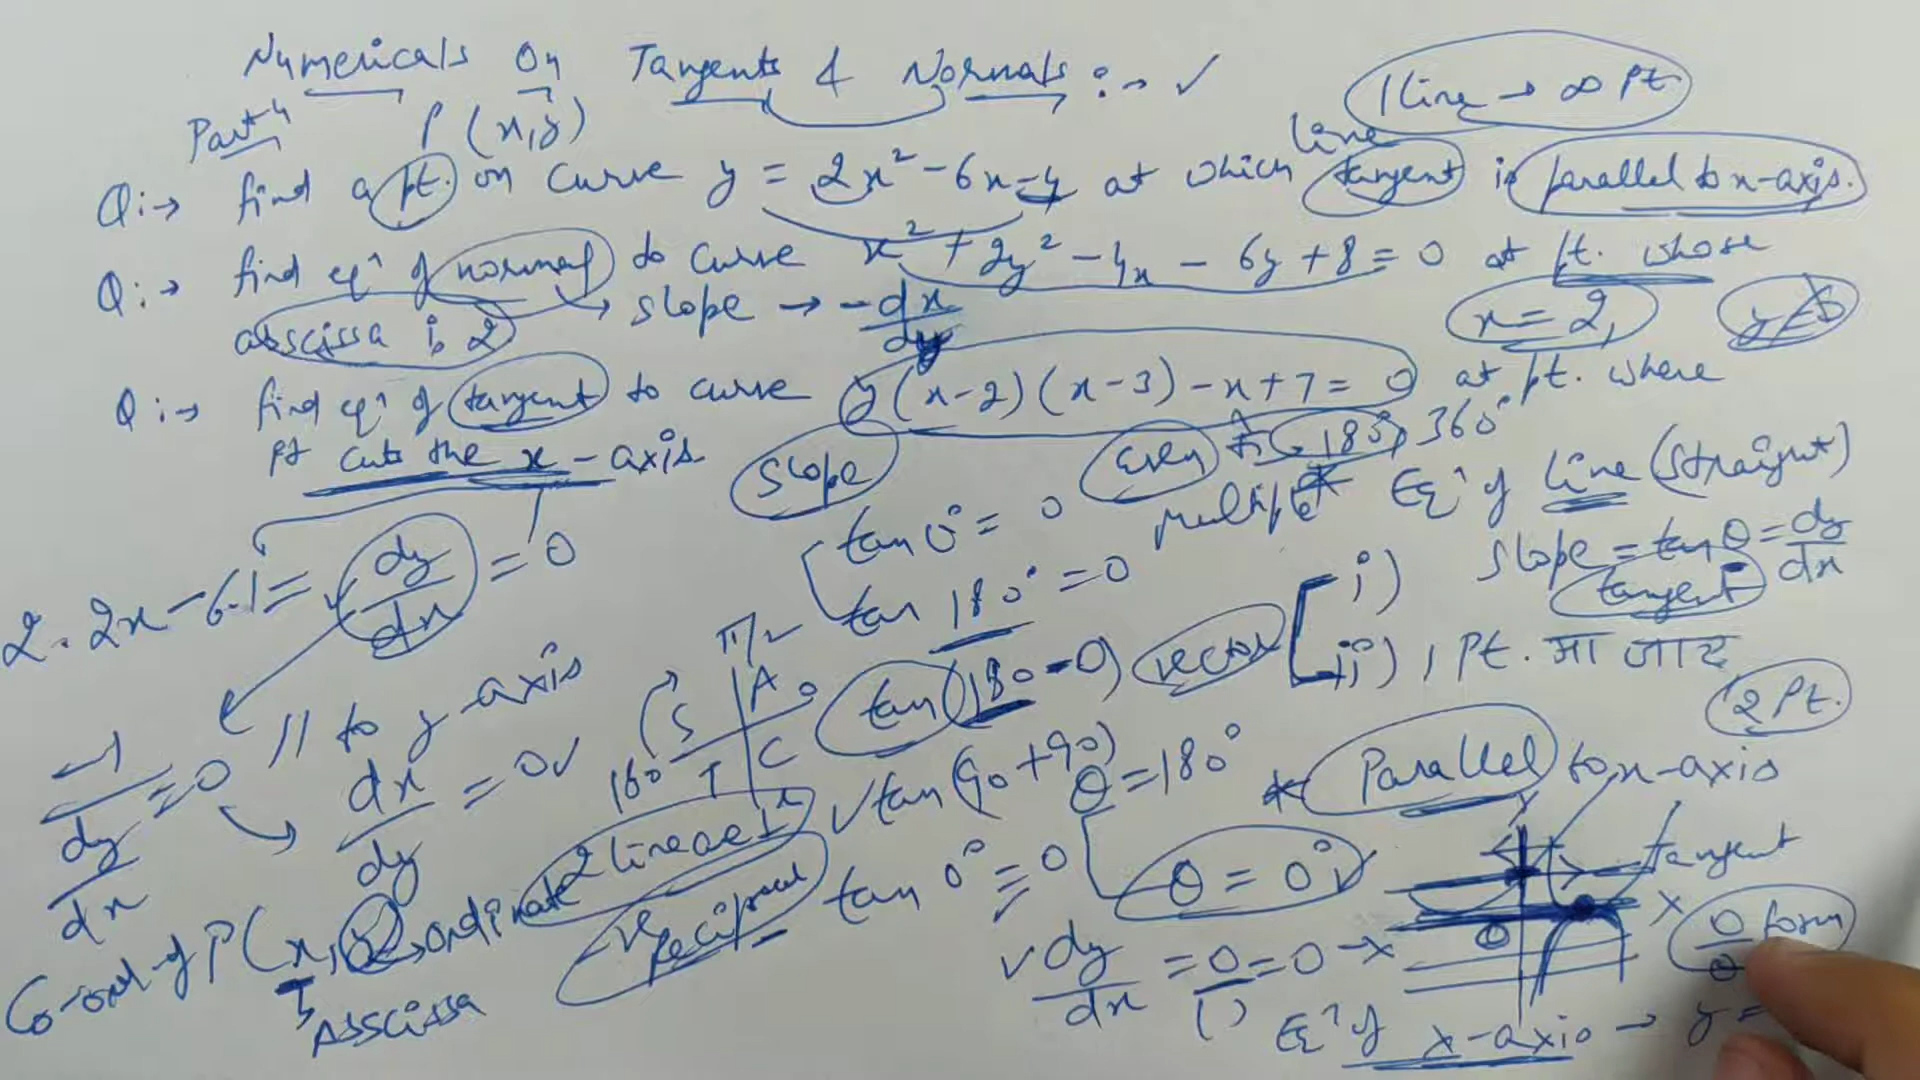 Numericals on Tangents & Normals :→ ✓
Part-4
P (x,y)
1 line → ∞ pt.
line
Q:→ find a pt. on curve y = 2x² - 6x - 4 at which tangent is parallel to x-axis.
Q:→ find eqⁿ of normal to curve x² + 2y² - 4x - 6y + 8 = 0 at pt. whose
abscissa is 2 → slope → -dx/dy
x = 2,
Q:→ find eqⁿ of tangent to curve y(x-2)(x-3) - x + 7 = 0 at pt. where
pt cuts the x-axis
slope
Even
180°, 360°
multiple
tan 0° = 0
tan 180° = 0
* Eqⁿ of line (straight)
i) slope = tan θ = dy/dx
tangent
ii) 1 pt. मा जाद
2 pt.
vector
2 · 2x - 6·1 = dy/dx = 0
// to y-axis
1/(dy/dx) = 0
dx/dy = 0 ✓
π/2
S A 0
180 T C
tan (180-0)
✓ tan (90+90)
θ = 180°
tan 0° = 0
θ = 0° ✓
* Parallel to x-axis
Y
tangent
X
0
0/0 form
2 linear
-ve reciprocal
Co-ord. of P(x, y) → ordinate
Abscissa
✓ dy/dx = 0/( ) = 0 → x
Eqⁿ of x-axis → y =